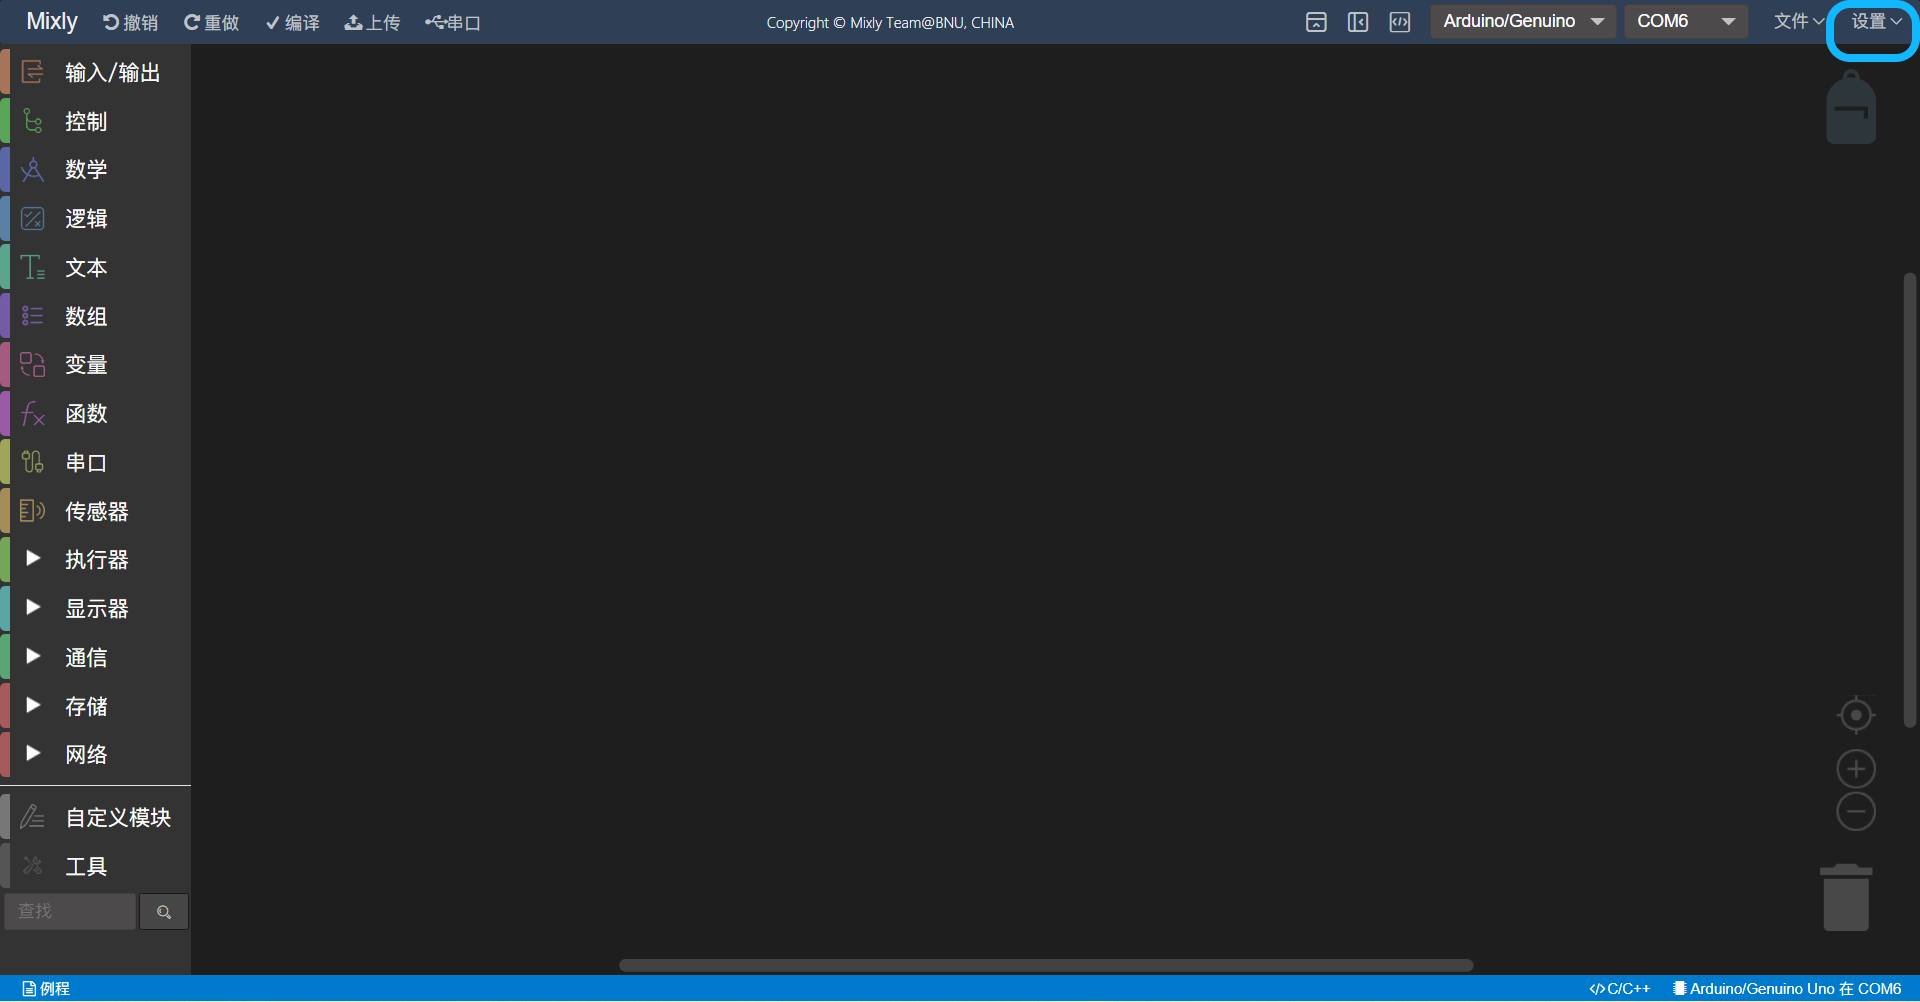 Mixly 撤销 重做 编译 上传 串口 Copyright © Mixly Team@BNU, CHINA Arduino/Genuino COM6 文件 设置
输入/输出
控制
数学
逻辑
文本
数组
变量
函数
串口
传感器
执行器
显示器
通信
存储
网络
自定义模块
工具
查找
例程 </>C/C++ Arduino/Genuino Uno 在 COM6